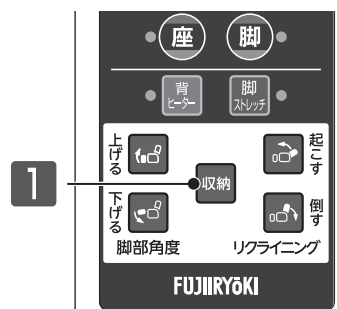 座 脚
背
ヒーター
脚
ストレッチ
上げる 起こす
1 収納
下げる 倒す
脚部角度 リクライニング
FUJIIRYōKI